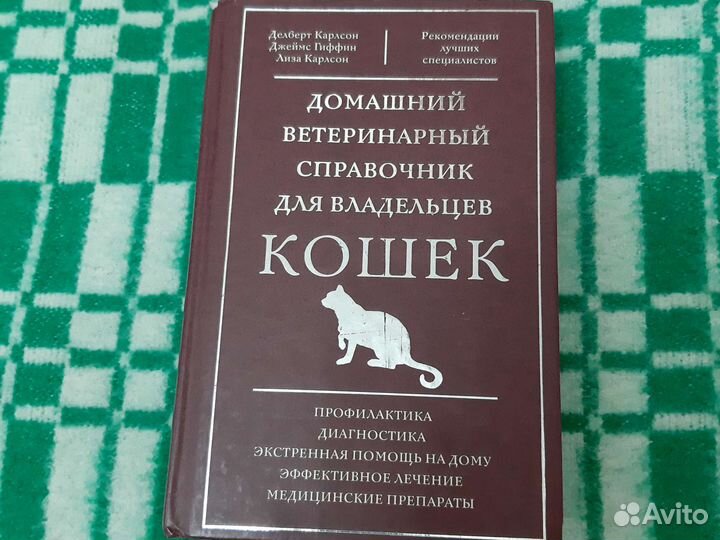 Делберт Карлсон
Джеймс Гиффин
Лиза Карлсон
Рекомендации
лучших
специалистов
ДОМАШНИЙ
ВЕТЕРИНАРНЫЙ
СПРАВОЧНИК
ДЛЯ ВЛАДЕЛЬЦЕВ
КОШЕК
ПРОФИЛАКТИКА
ДИАГНОСТИКА
ЭКСТРЕННАЯ ПОМОЩЬ НА ДОМУ
ЭФФЕКТИВНОЕ ЛЕЧЕНИЕ
МЕДИЦИНСКИЕ ПРЕПАРАТЫ
Avito